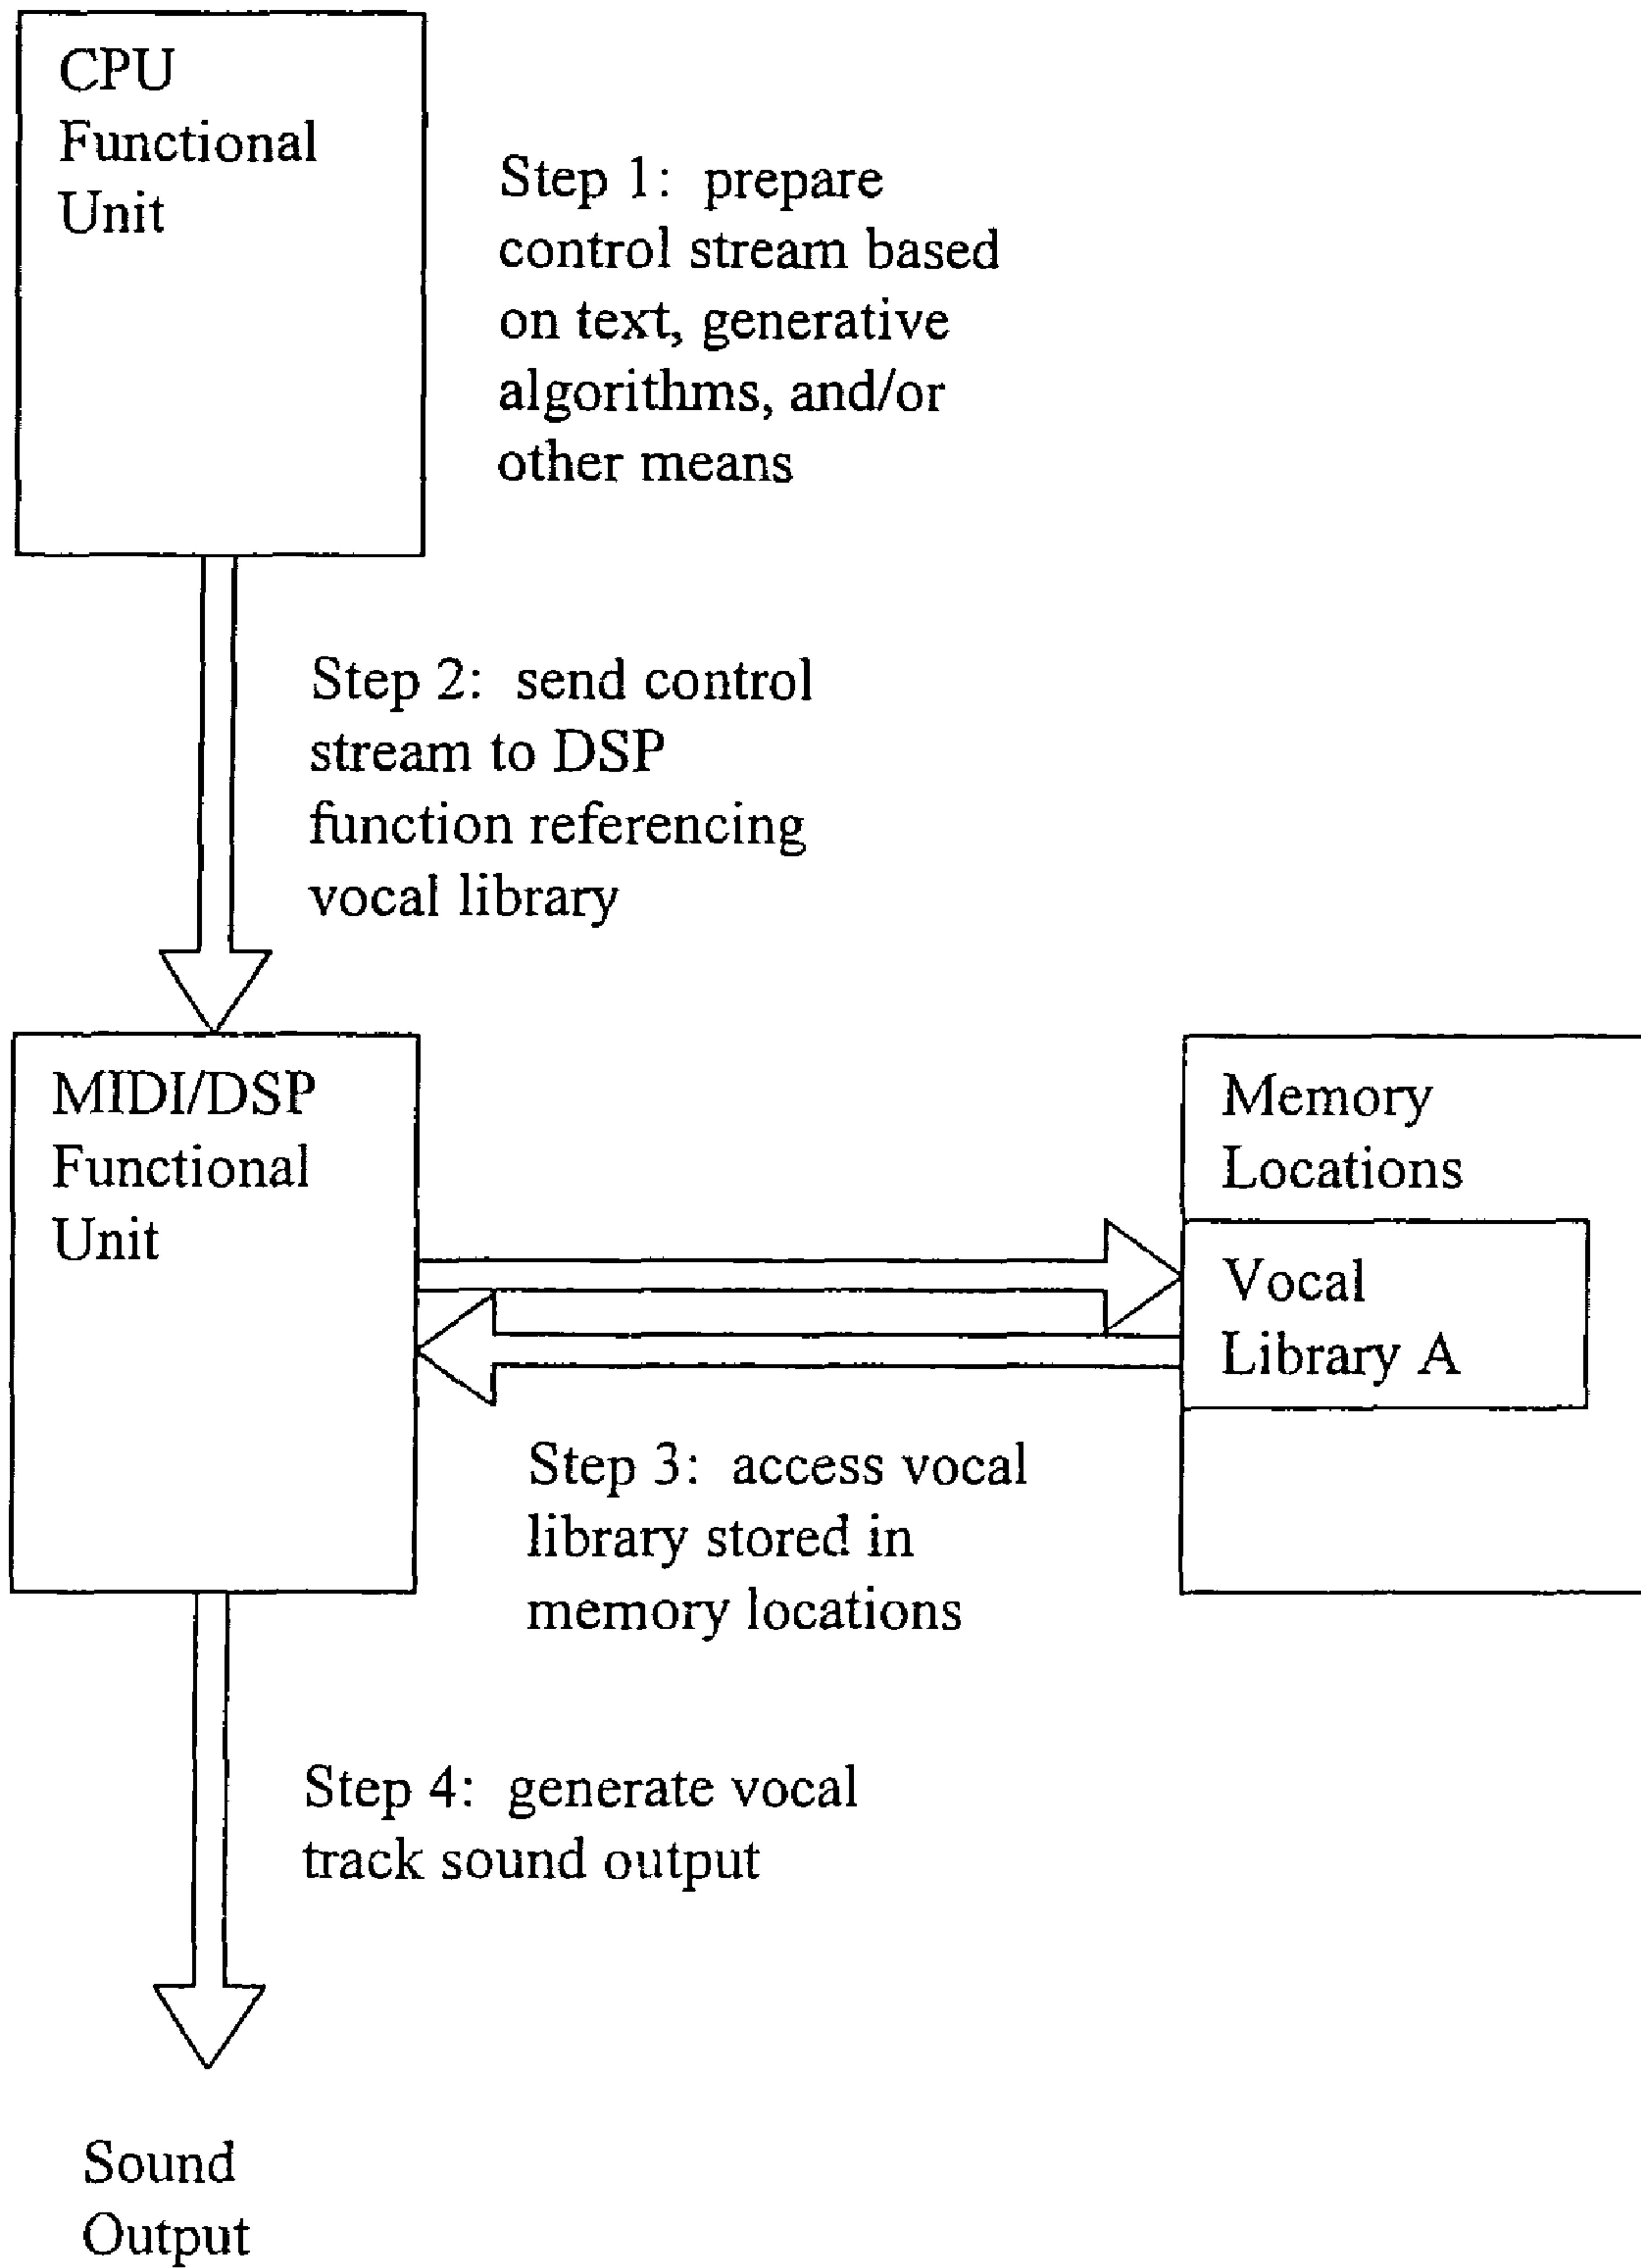 CPU
Functional
Unit
Step 1: prepare
control stream based
on text, generative
algorithms, and/or
other means
Step 2: send control
stream to DSP
function referencing
vocal library
MIDI/DSP
Functional
Unit
Memory
Locations
Vocal
Library A
Step 3: access vocal
library stored in
memory locations
Step 4: generate vocal
track sound output
Sound
Output